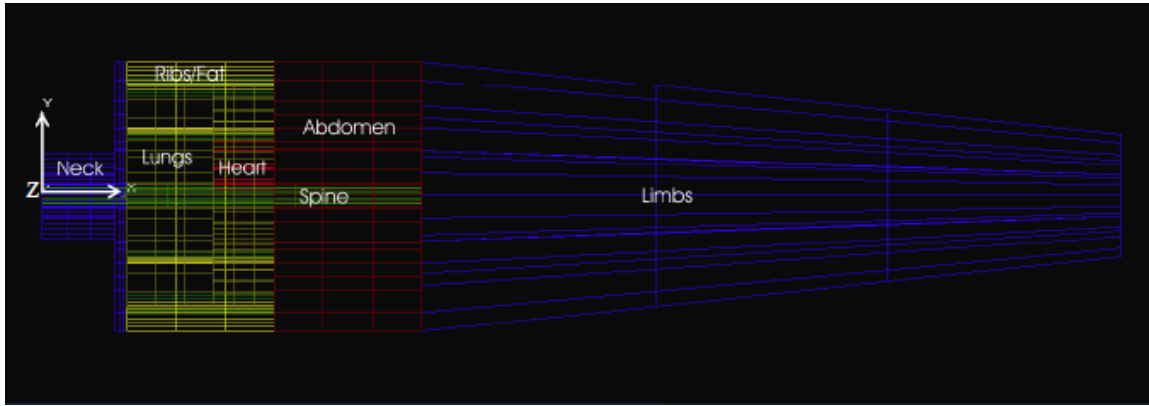 Ribs/Fat
Y
Abdomen
Neck
Lungs
Heart
Z
X
Spine
Limbs